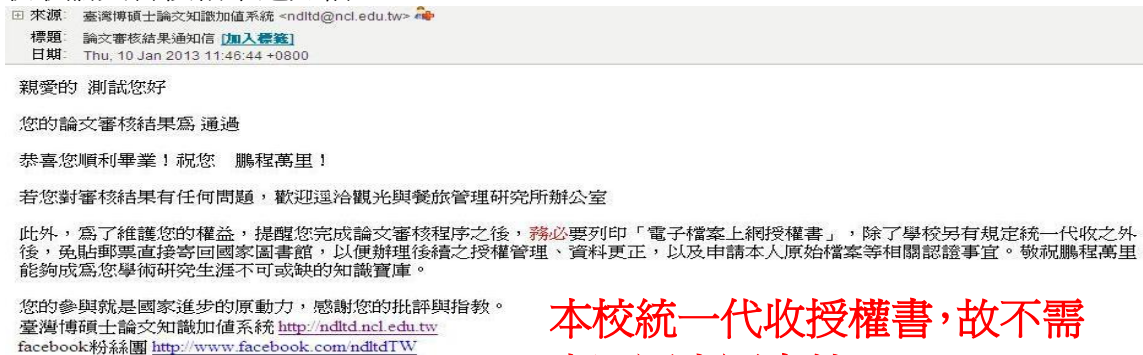 來源: 臺灣博碩士論文知識加值系統 <ndltd@ncl.edu.tw>
標題: 論文審核結果通知信 [加入標籤]
日期: Thu, 10 Jan 2013 11:46:44 +0800
親愛的 測試您好
您的論文審核結果為 通過
恭喜您順利畢業!祝您 鵬程萬里!
若您對審核結果有任何問題,歡迎逕洽觀光與餐旅管理研究所辦公室
此外,為了維護您的權益,提醒您完成論文審核程序之後,務必要列印「電子檔案上網授權書」,除了學校另有規定統一代收之外
後,免貼郵票直接寄回國家圖書館,以便辦理後續之授權管理、資料更正,以及申請本人原始檔案等相關認證事宜。敬祝鵬程萬里
能夠成為您學術研究生涯不可或缺的知識寶庫。
您的參與就是國家進步的原動力,感謝您的批評與指教。
臺灣博碩士論文知識加值系統 http://ndltd.ncl.edu.tw
facebook粉絲團 http://www.facebook.com/ndltdTW
本校統一代收授權書,故不需